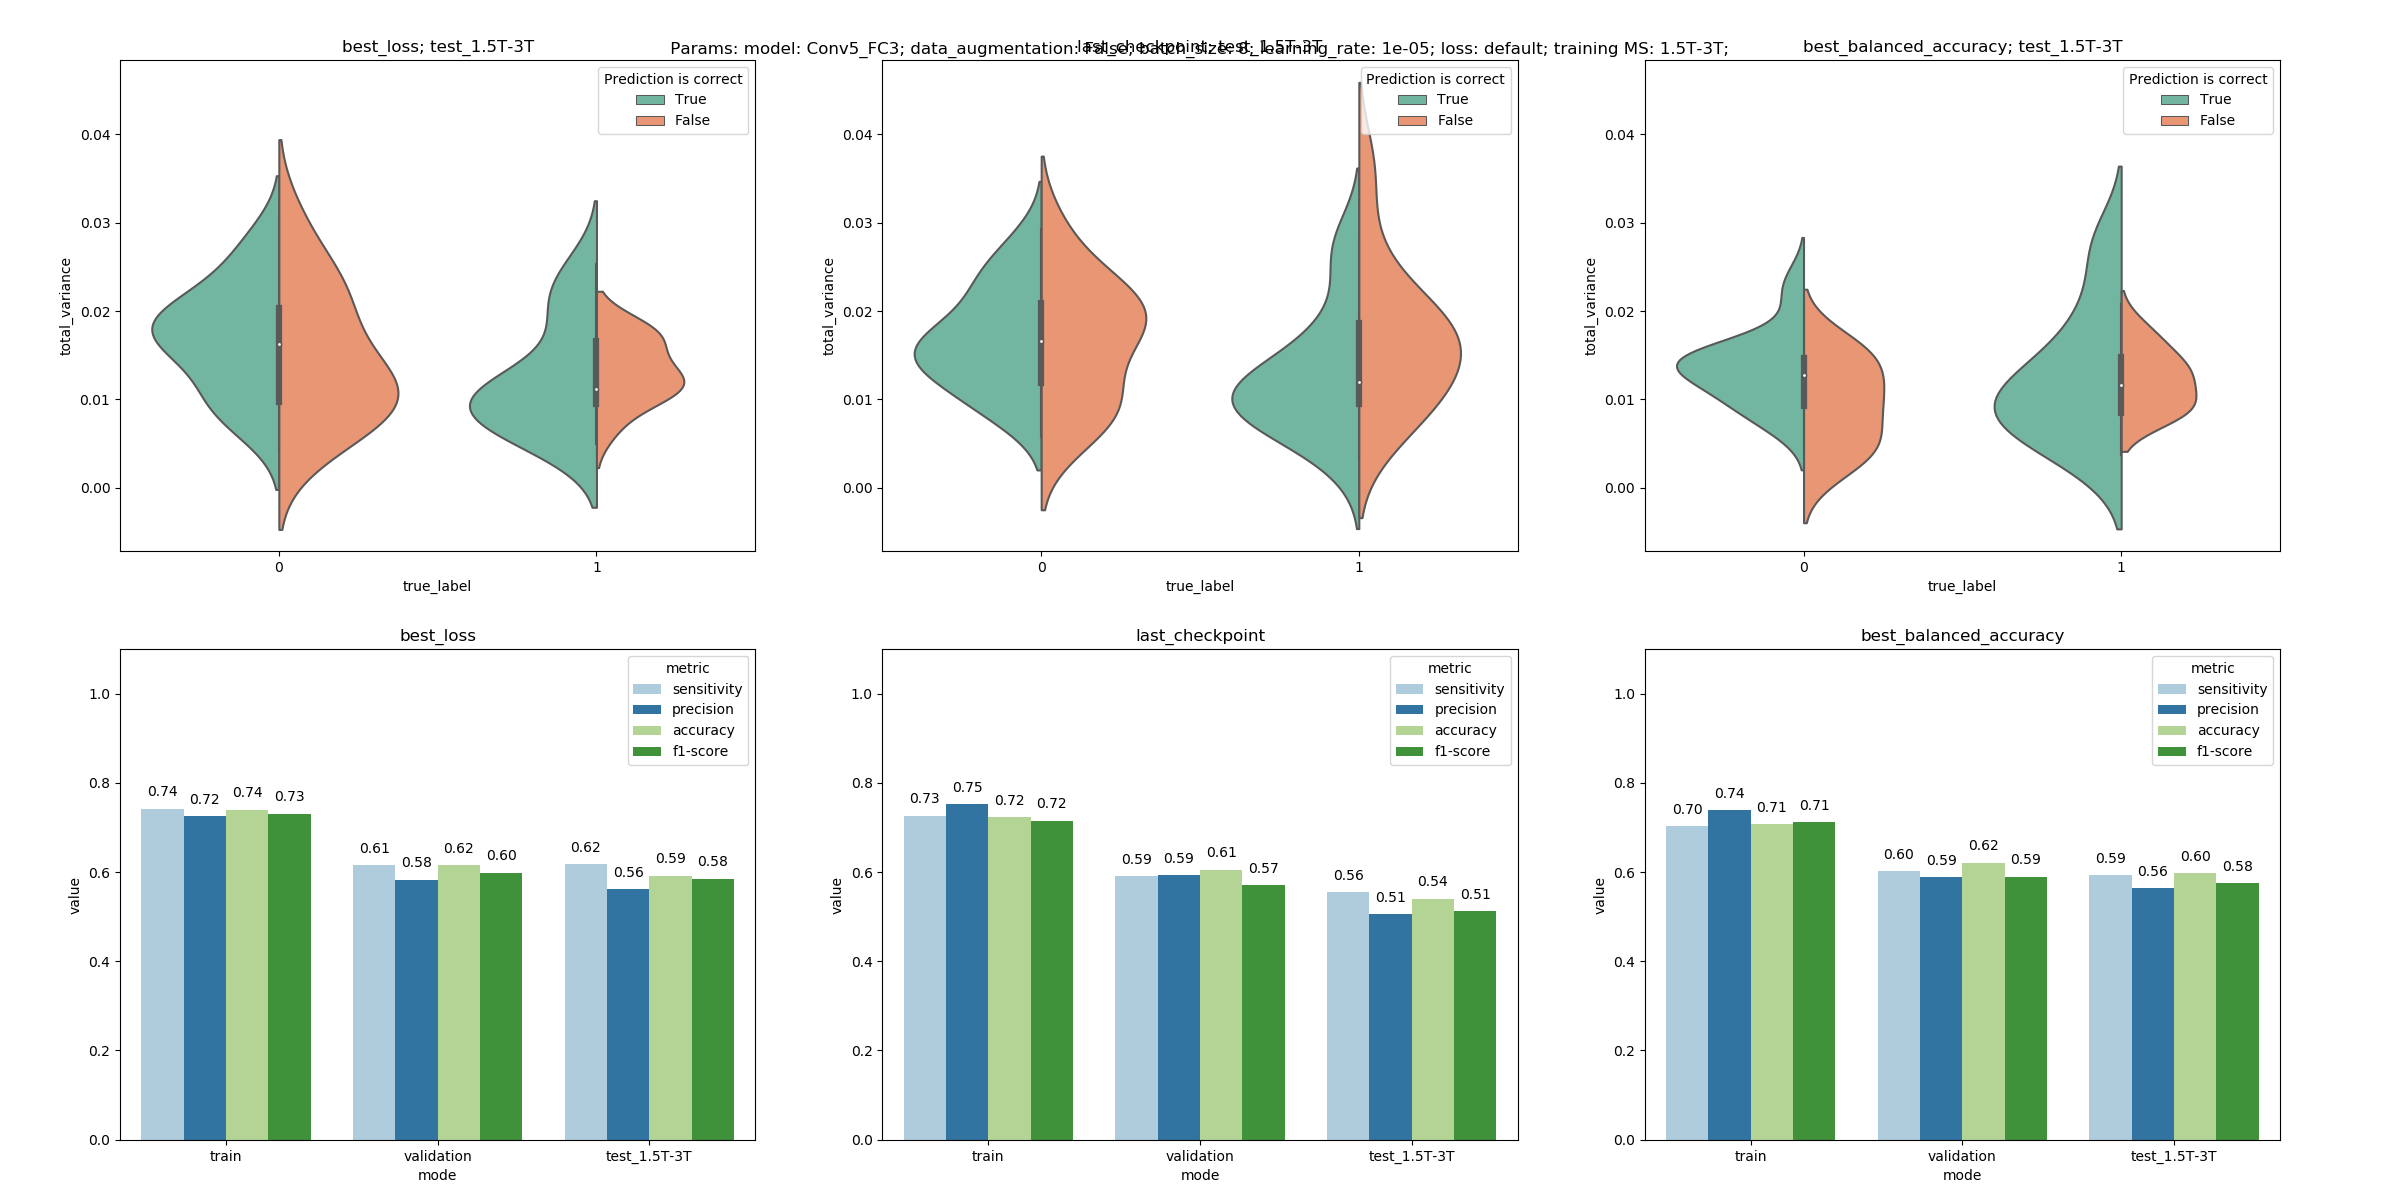 Params: model: Conv5_FC3; data_augmentation: False; batch_size: 8; learning_rate: 1e-05; loss: default; training MS: 1.5T-3T;
best_loss; test_1.5T-3T
last_checkpoint; test_1.5T-3T
best_balanced_accuracy; test_1.5T-3T
Prediction is correct
True
False
total_variance
0.04
0.03
0.02
0.01
0.00
0 1
true_label
Prediction is correct
True
False
total_variance
0.04
0.03
0.02
0.01
0.00
0 1
true_label
Prediction is correct
True
False
total_variance
0.04
0.03
0.02
0.01
0.00
0 1
true_label
best_loss
metric
sensitivity
precision
accuracy
f1-score
value
1.0
0.8
0.6
0.4
0.2
0.0
0.74 0.72 0.74 0.73
0.61 0.58 0.62 0.60
0.62 0.56 0.59 0.58
train validation test_1.5T-3T
mode
last_checkpoint
metric
sensitivity
precision
accuracy
f1-score
value
1.0
0.8
0.6
0.4
0.2
0.0
0.73 0.75 0.72 0.72
0.59 0.59 0.61 0.57
0.56 0.51 0.54 0.51
train validation test_1.5T-3T
mode
best_balanced_accuracy
metric
sensitivity
precision
accuracy
f1-score
value
1.0
0.8
0.6
0.4
0.2
0.0
0.70 0.74 0.71 0.71
0.60 0.59 0.62 0.59
0.59 0.56 0.60 0.58
train validation test_1.5T-3T
mode